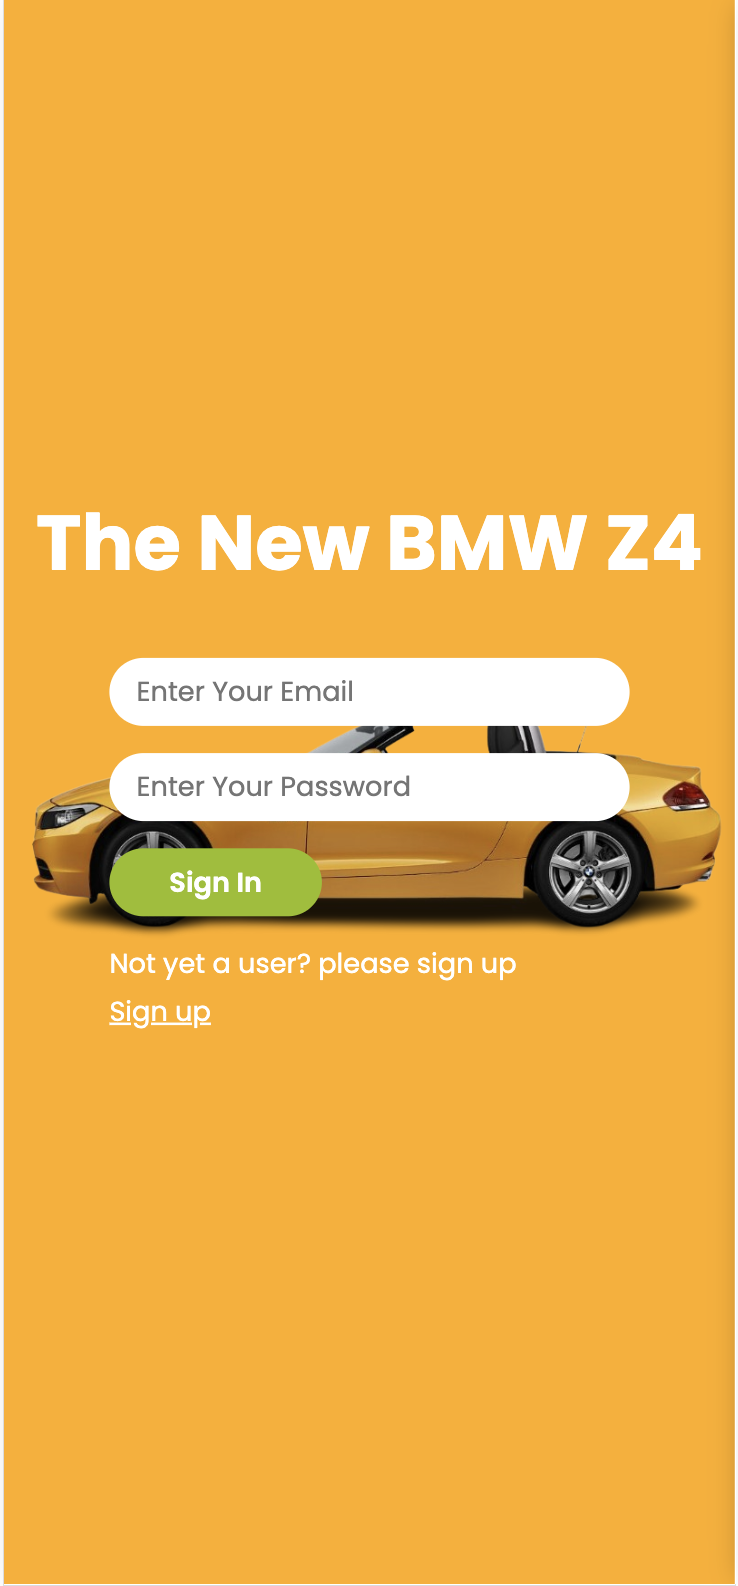 The New BMW Z4
Enter Your Email
Enter Your Password
Sign In
Not yet a user? please sign up
Sign up